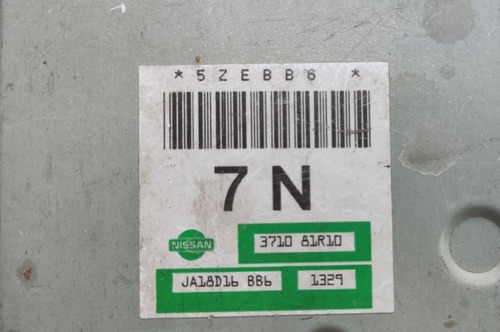 *5ZEBB6 *
7N
NISSAN
3710 81R10
JA18D16 BB6
1329